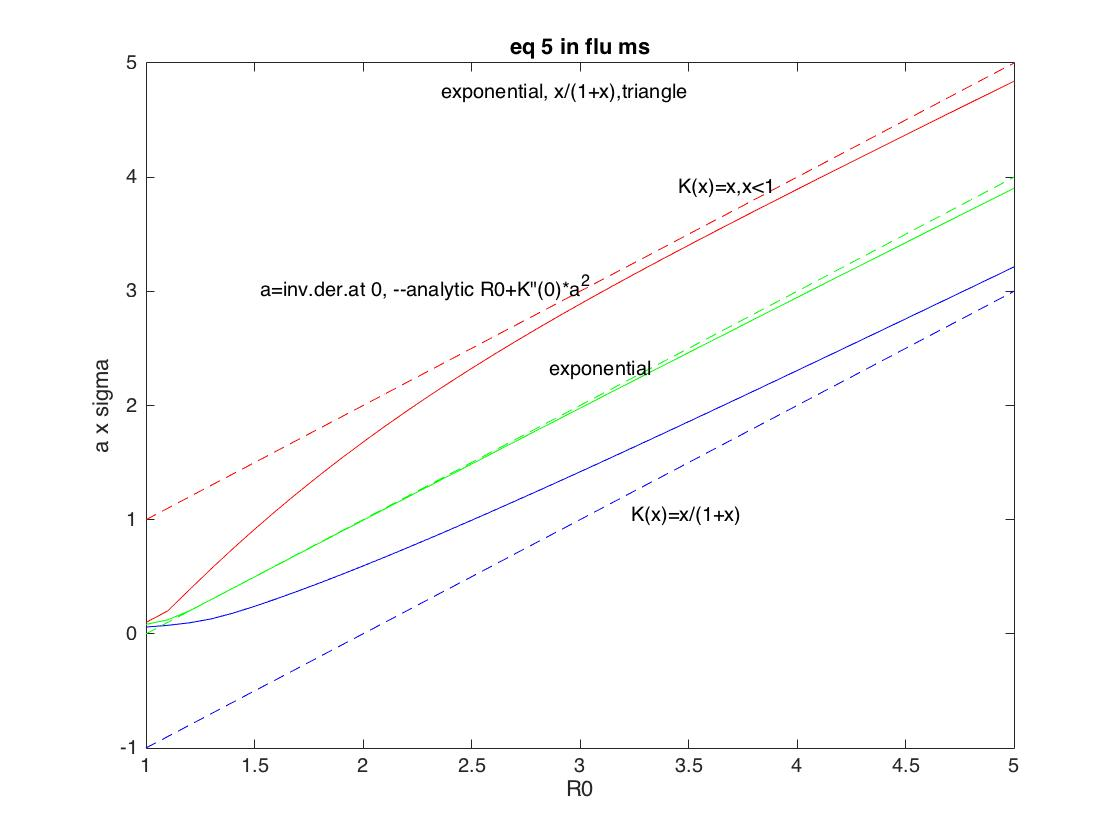 eq 5 in flu ms
5
exponential, x/(1+x),triangle
4
K(x)=x,x<1
3
a=inv.der.at 0, --analytic R0+K"(0)*a^2
exponential
2
a x sigma
1
K(x)=x/(1+x)
0
-1
1 1.5 2 2.5 3 3.5 4 4.5 5
R0